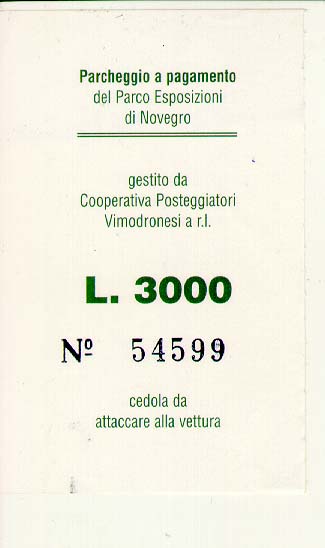 Parcheggio a pagamento
del Parco Esposizioni
di Novegro
gestito da
Cooperativa Posteggiatori
Vimodronesi a r.l.
L. 3000
Nº 54599
cedola da
attaccare alla vettura